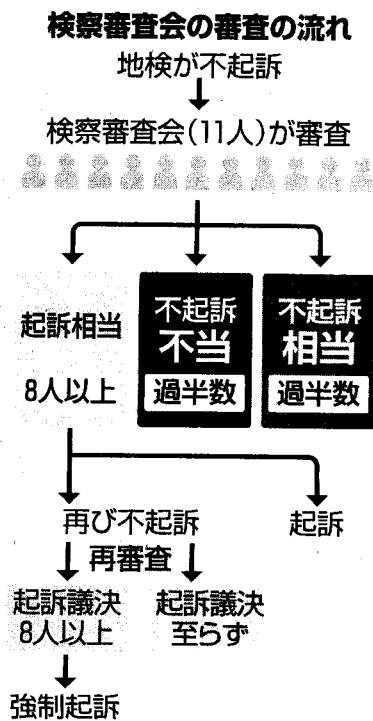 検察審査会の審査の流れ
地検が不起訴
検察審査会(11人)が審査
起訴相当
8人以上
不起訴
不当
過半数
不起訴
相当
過半数
再び不起訴
起訴
再審査
起訴議決
8人以上
起訴議決
至らず
強制起訴